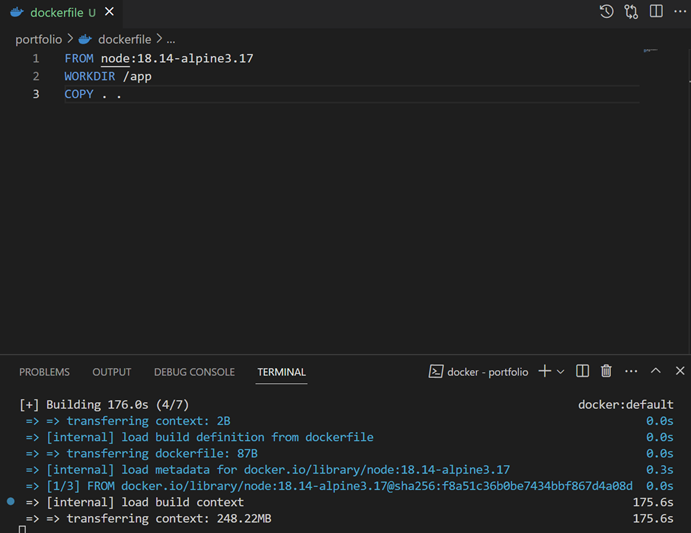 dockerfile U
portfolio > dockerfile > ...
1 FROM node:18.14-alpine3.17
2 WORKDIR /app
3 COPY . .
PROBLEMS OUTPUT DEBUG CONSOLE TERMINAL docker - portfolio
[+] Building 176.0s (4/7) docker:default
=> => transferring context: 2B 0.0s
=> [internal] load build definition from dockerfile 0.0s
=> => transferring dockerfile: 87B 0.0s
=> [internal] load metadata for docker.io/library/node:18.14-alpine3.17 0.3s
=> [1/3] FROM docker.io/library/node:18.14-alpine3.17@sha256:f8a51c36b0be7434bbf867d4a08d 0.0s
=> [internal] load build context 175.6s
=> => transferring context: 248.22MB 175.6s